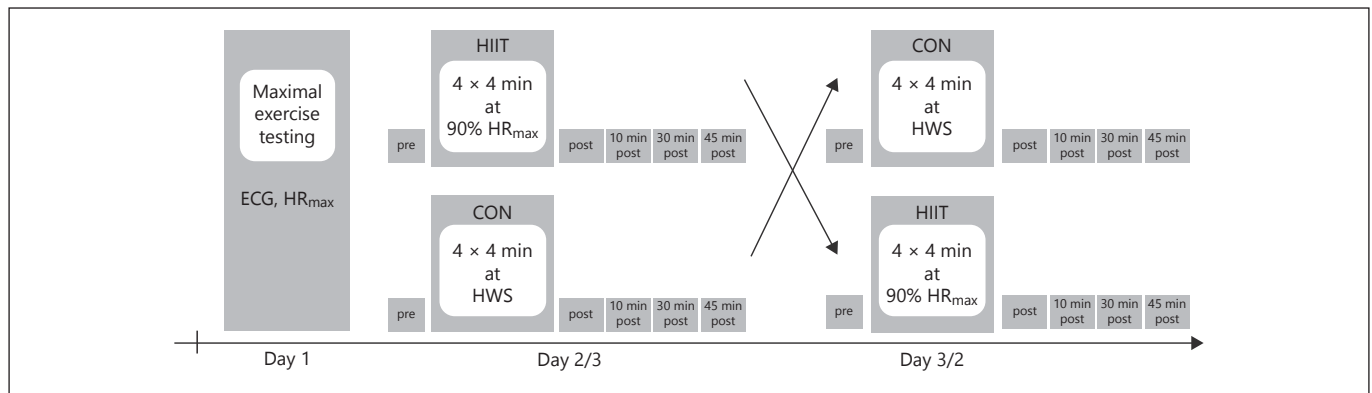 Maximal
exercise
testing
ECG, HRmax
HIIT
4 × 4 min
at
90% HRmax
pre
post
10 min
post
30 min
post
45 min
post
CON
4 × 4 min
at
HWS
pre
post
10 min
post
30 min
post
45 min
post
CON
4 × 4 min
at
HWS
pre
post
10 min
post
30 min
post
45 min
post
HIIT
4 × 4 min
at
90% HRmax
pre
post
10 min
post
30 min
post
45 min
post
Day 1
Day 2/3
Day 3/2